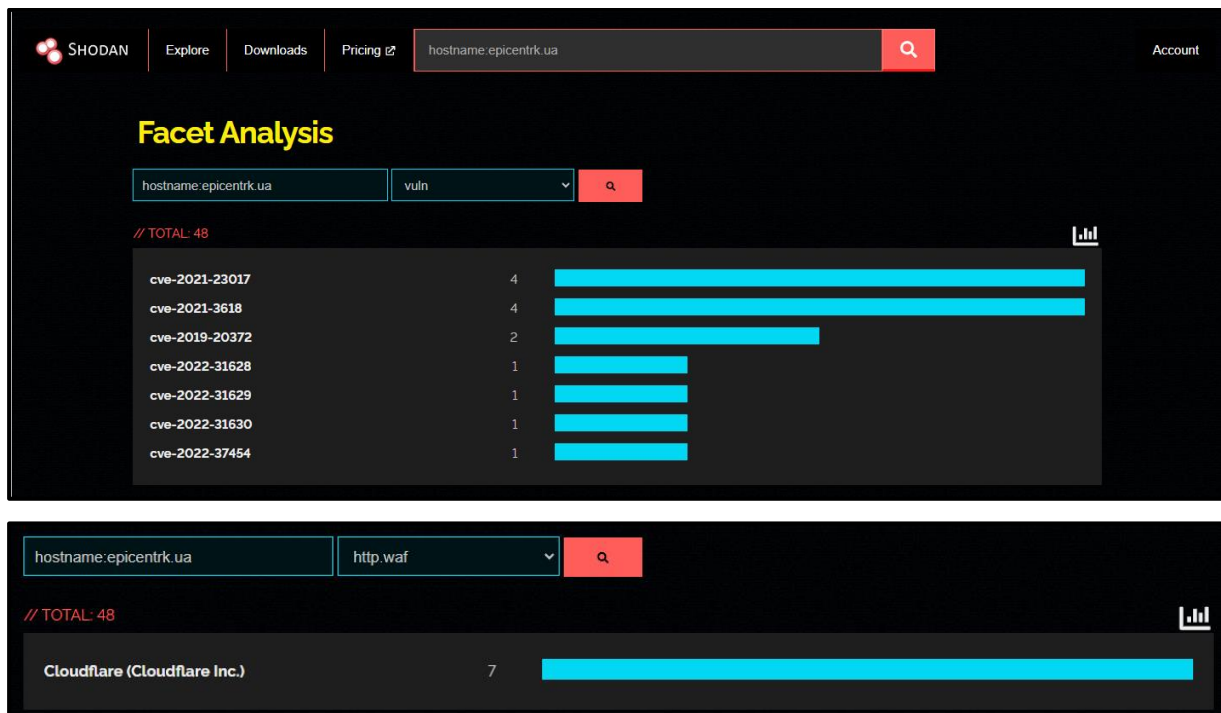 SHODAN Explore Downloads Pricing hostname:epicentrk.ua Account
Facet Analysis
hostname:epicentrk.ua vuln
// TOTAL: 48
cve-2021-23017 4
cve-2021-3618 4
cve-2019-20372 2
cve-2022-31628 1
cve-2022-31629 1
cve-2022-31630 1
cve-2022-37454 1
hostname:epicentrk.ua http.waf
// TOTAL: 48
Cloudflare (Cloudflare Inc.) 7